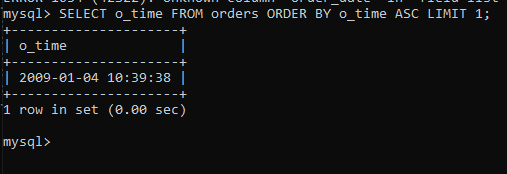 ERROR 1054 (42S22): Unknown column 'order_date' in 'field list'
mysql> SELECT o_time FROM orders ORDER BY o_time ASC LIMIT 1;
+---------------------+
| o_time              |
+---------------------+
| 2009-01-04 10:39:38 |
+---------------------+
1 row in set (0.00 sec)
mysql>